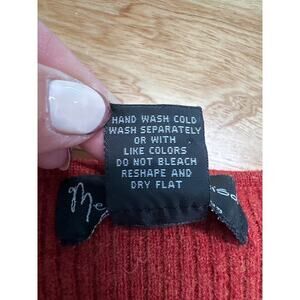 HAND WASH COLD
WASH SEPARATELY
OR WITH
LIKE COLORS
DO NOT BLEACH
RESHAPE AND
DRY FLAT